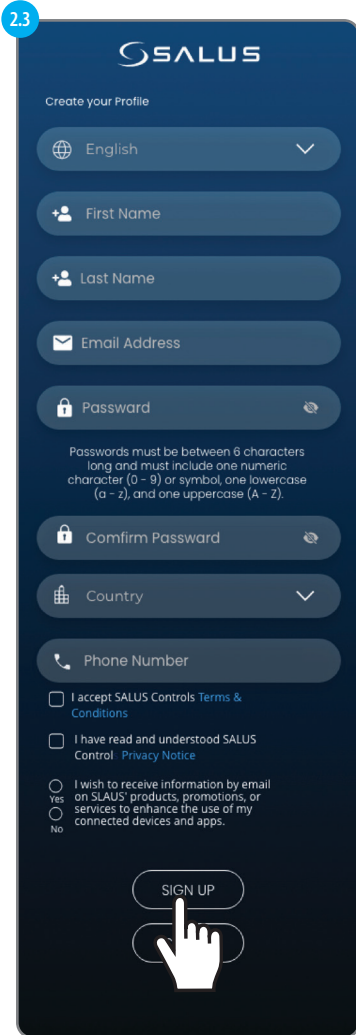 2.3
SALUS
Create your Profile
English
First Name
Last Name
Email Address
Password
Passwords must be between 6 characters
long and must include one numeric
character (0 - 9) or symbol, one lowercase
(a - z), and one uppercase (A - Z).
Comfirm Password
Country
Phone Number
I accept SALUS Controls Terms &
Conditions
I have read and understood SALUS
Control Privacy Notice
I wish to receive information by email
Yes on SLAUS' products, promotions, or
services to enhance the use of my
No connected devices and apps.
SIGN UP